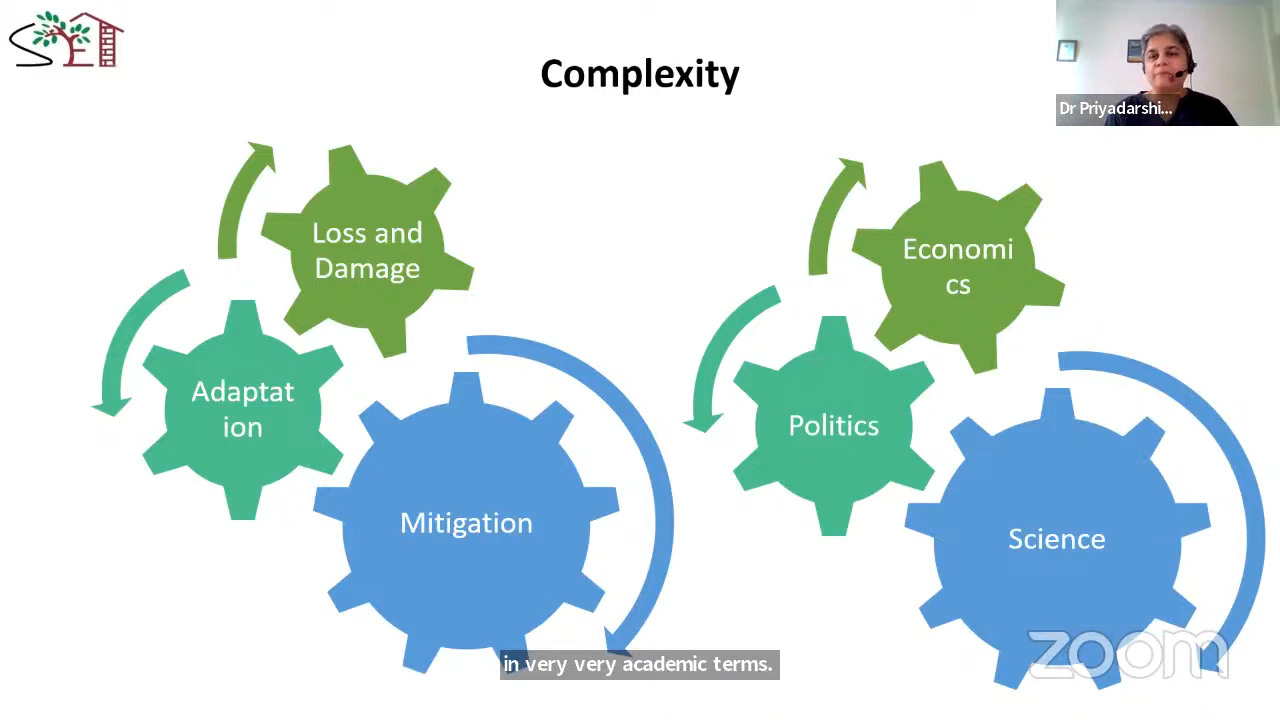 SEI
Complexity
Dr Priyadarshi...
Loss and
Damage
Adaptat
ion
Mitigation
Economi
cs
Politics
Science
in very very academic terms.
zoom